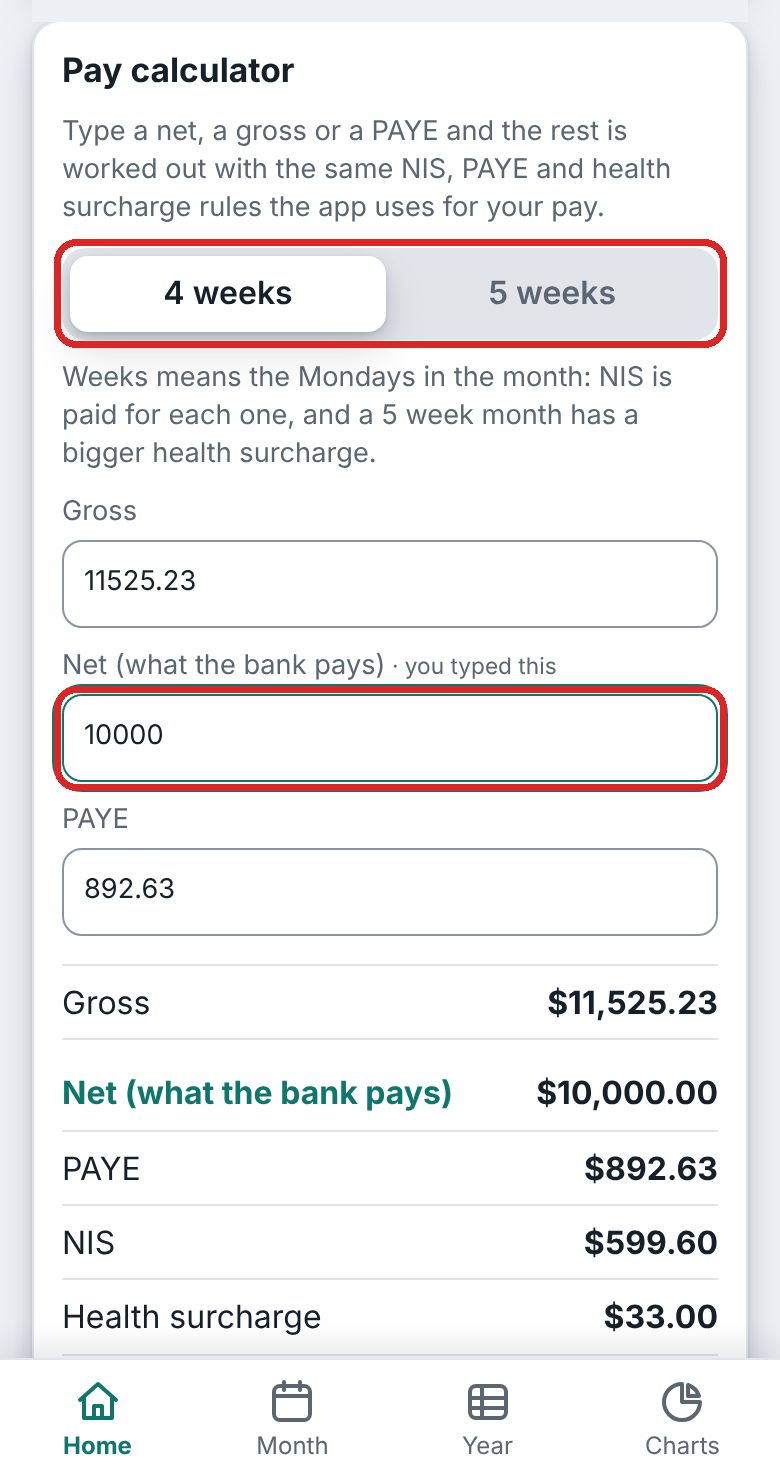 Pay calculator
Type a net, a gross or a PAYE and the rest is
worked out with the same NIS, PAYE and health
surcharge rules the app uses for your pay.
4 weeks
5 weeks
Weeks means the Mondays in the month: NIS is
paid for each one, and a 5 week month has a
bigger health surcharge.
Gross
11525.23
Net (what the bank pays) · you typed this
10000
PAYE
892.63
Gross $11,525.23
Net (what the bank pays) $10,000.00
PAYE $892.63
NIS $599.60
Health surcharge $33.00
Home Month Year Charts